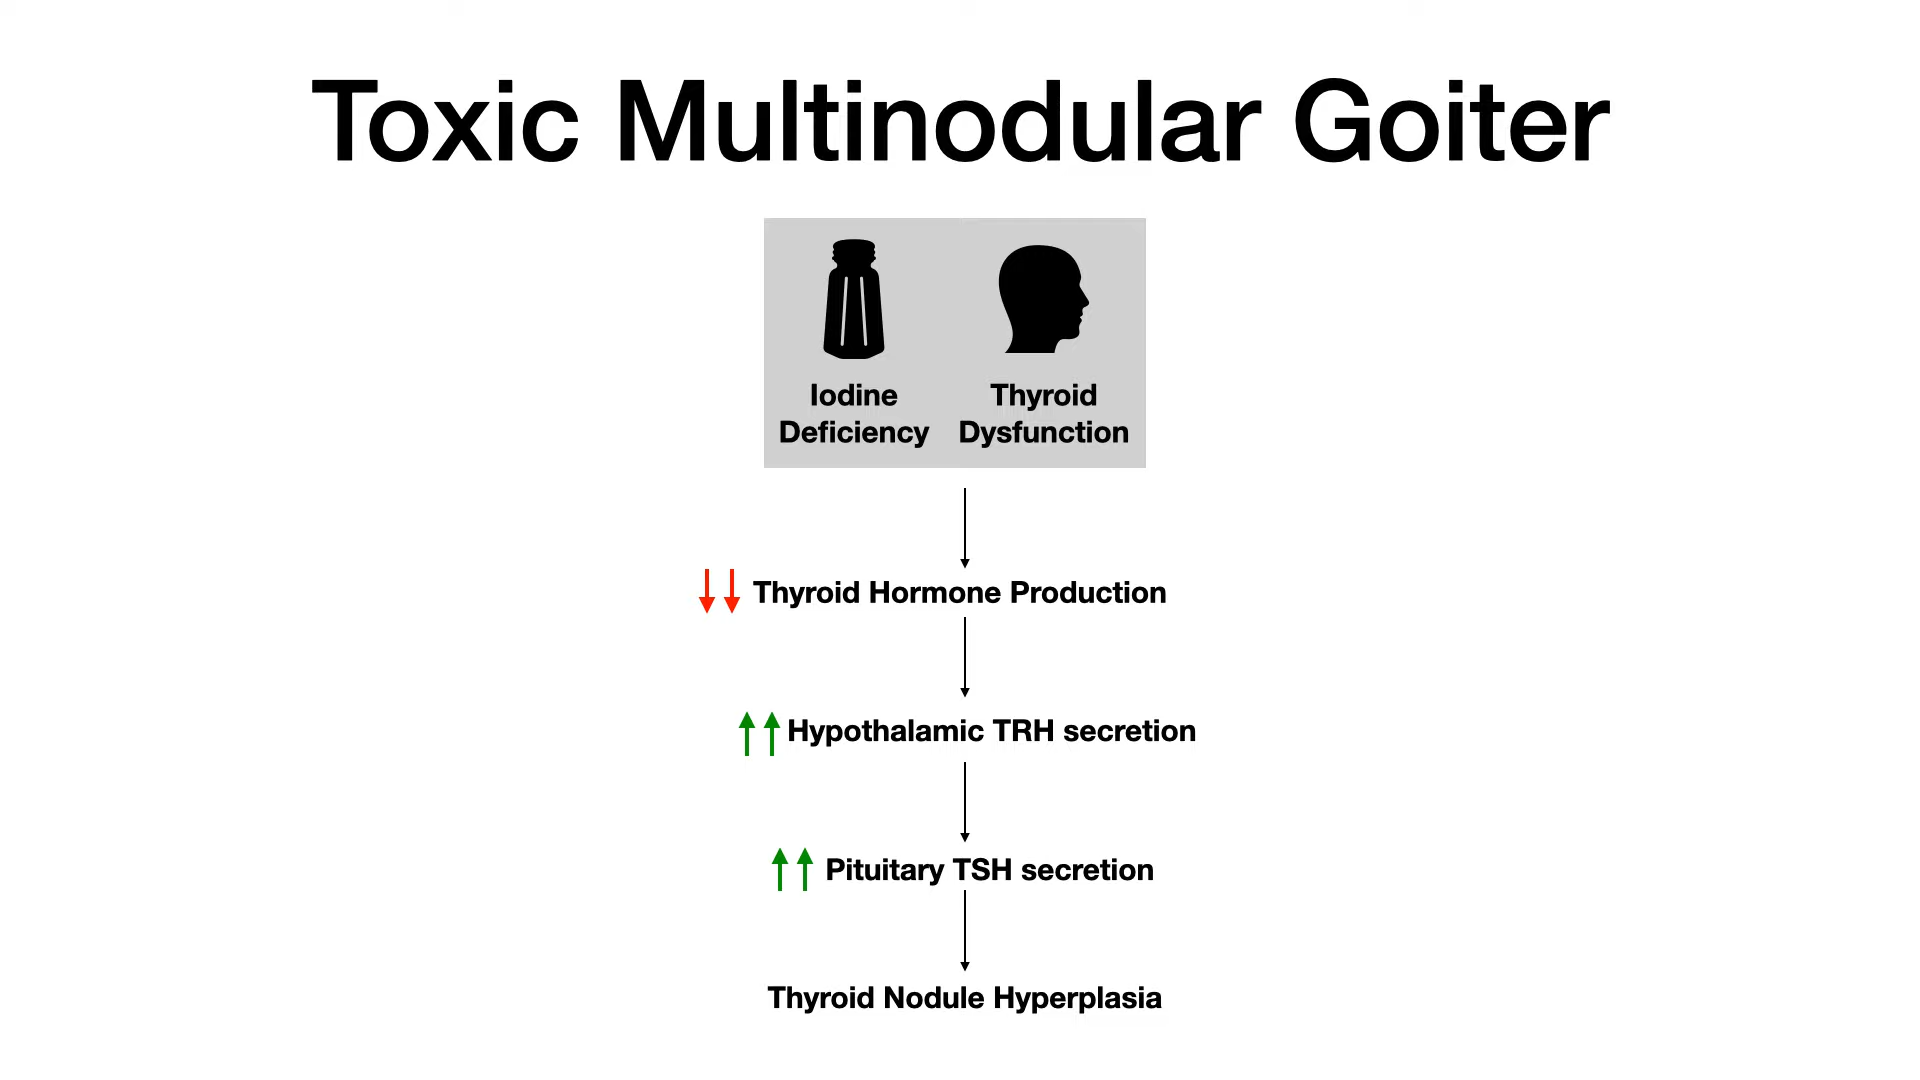 Toxic Multinodular Goiter
Iodine
Deficiency
Thyroid
Dysfunction
Thyroid Hormone Production
Hypothalamic TRH secretion
Pituitary TSH secretion
Thyroid Nodule Hyperplasia